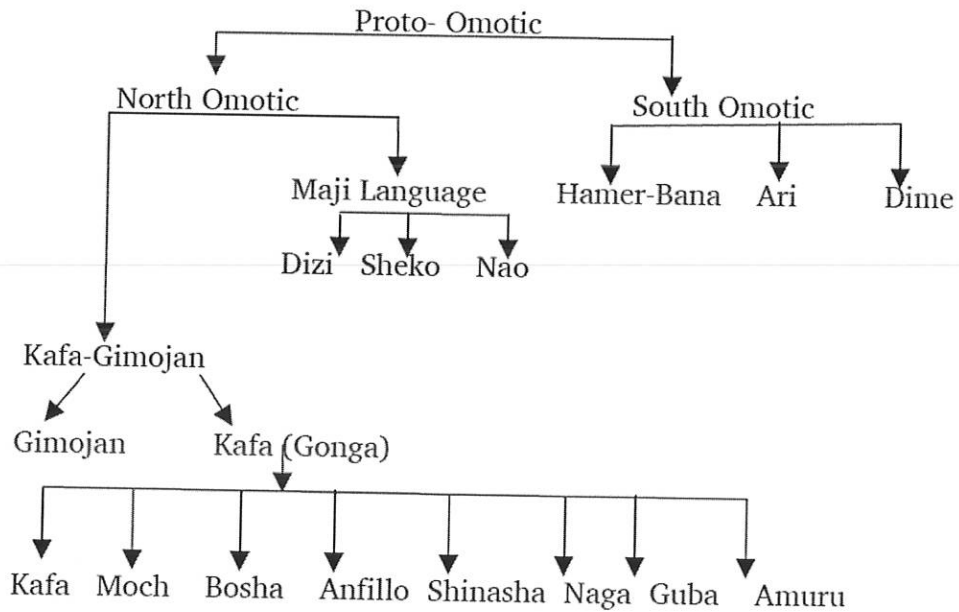 Proto- Omotic
North Omotic
South Omotic
Maji Language
Hamer-Bana Ari Dime
Dizi Sheko Nao
Kafa-Gimojan
Gimojan Kafa (Gonga)
Kafa Moch Bosha Anfillo Shinasha Naga Guba Amuru